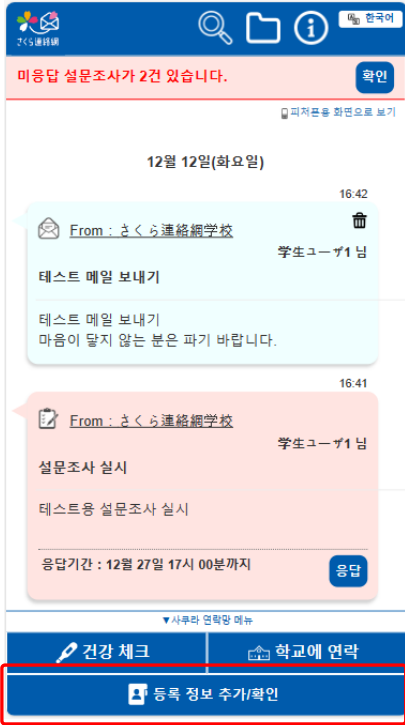 さくら連絡網
한국어
미응답 설문조사가 2건 있습니다.
확인
피저폰용 화면으로 보기
12월 12일(화요일)
16:42
From : さくら連絡網学校
学生ユーザ1 님
테스트 메일 보내기
테스트 메일 보내기
마음이 닿지 않는 분은 파기 바랍니다.
16:41
From : さくら連絡網学校
学生ユーザ1 님
설문조사 실시
테스트용 설문조사 실시
응답기간 : 12월 27일 17시 00분까지
응답
▼사쿠라 연락망 메뉴
건강 체크
학교에 연락
등록 정보 추가/확인